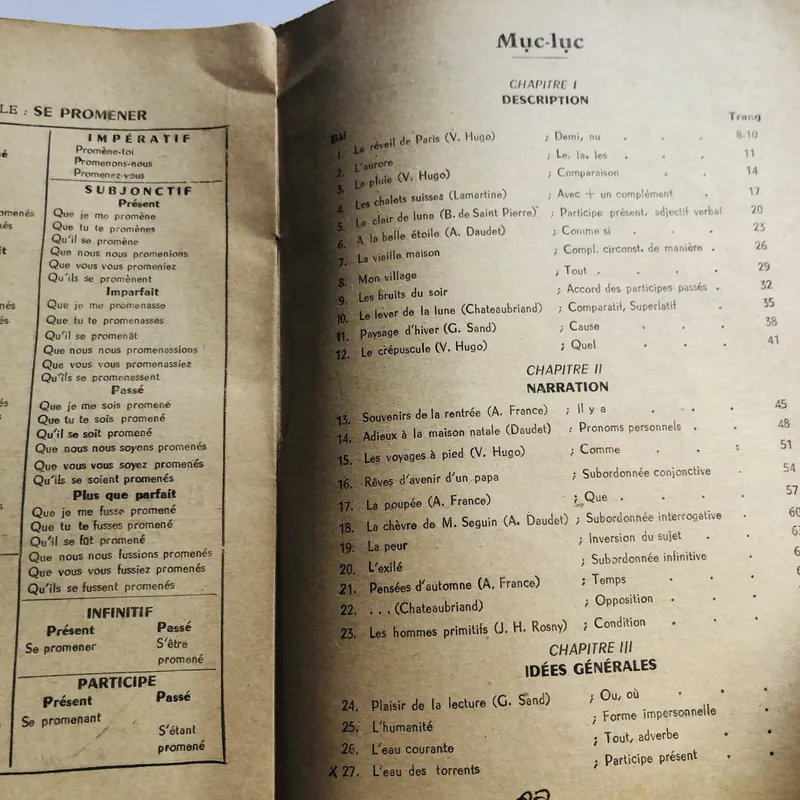 LE : SE PROMENER
IMPÉRATIF
Promène-toi
Promenons-nous
Promenez-vous
SUBJONCTIF
Présent
Que je me promène
Que tu te promènes
Qu'il se promène
Que nous nous promenions
Que vous vous promeniez
Qu'ils se promènent
Imparfait
Que je me promenasse
Que tu te promenasses
Qu'il se promenât
Que nous nous promenassions
Que vous vous promenassiez
Qu'ils se promenassent
Passé
Que je me sois promené
Que tu te sois promené
Qu'il se soit promené
Que nous nous soyons promenés
Que vous vous soyez promenés
Qu'ils se soient promenés
Plus que parfait
Que je me fusse promené
Que tu te fusses promené
Qu'il se fût promené
Que nous nous fussions promenés
Que vous vous fussiez promenés
Qu'ils se fussent promenés
INFINITIF
Présent Passé
Se promener S'être promené
PARTICIPE
Présent Passé
Se promenant S'étant promené
Mục-lục
CHAPITRE I
DESCRIPTION
Bài Trang
1. Le réveil de Paris (V. Hugo) ; Demi, nu . . . 8-10
2. L'aurore ; Le, la, les . . . 11
3. La pluie (V. Hugo) ; Comparaison . . 14
4. Les chalets suisses (Lamartine) ; Avec + un complément . 17
5. Le clair de lune (B. de Saint Pierre) ; Participe présent, adjectif verbal 20
6. A la belle étoile (A. Daudet) ; Comme si . . . 23
7. La vieille maison ; Compl. circonst. de manière . 26
8. Mon village ; Tout . . . . 29
9. Les bruits du soir ; Accord des participes passés . 32
10. Le lever de la lune (Chateaubriand) ; Comparatif, Superlatif . 35
11. Paysage d'hiver (G. Sand) ; Cause . . . 38
12. Le crépuscule (V. Hugo) ; Quel . . . 41
CHAPITRE II
NARRATION
13. Souvenirs de la rentrée (A. France) ; Il y a . . . 45
14. Adieux à la maison natale (Daudet) ; Pronoms personnels . . 48
15. Les voyages à pied (V. Hugo) ; Comme . . : 51
16. Rêves d'avenir d'un papa ; Subordonnée conjonctive . 54
17. La poupée (A. France) ; Que . . . . 57
18. La chèvre de M. Seguin (A. Daudet) ; Subordonnée interrogative . 60
19. La peur ; Inversion du sujet . .
20. L'exilé ; Subordonnée infinitive .
21. Pensées d'automne (A. France) ; Temps . . .
22. . . . (Chateaubriand) ; Opposition . . .
23. Les hommes primitifs (J. H. Rosny) ; Condition . . .
CHAPITRE III
IDÉES GÉNÉRALES
24. Plaisir de la lecture (G. Sand) ; Ou, où . . .
25. L'humanité ; Forme impersonnelle . .
26. L'eau courante ; Tout, adverbe . .
X 27. L'eau des torrents ; Participe présent . .